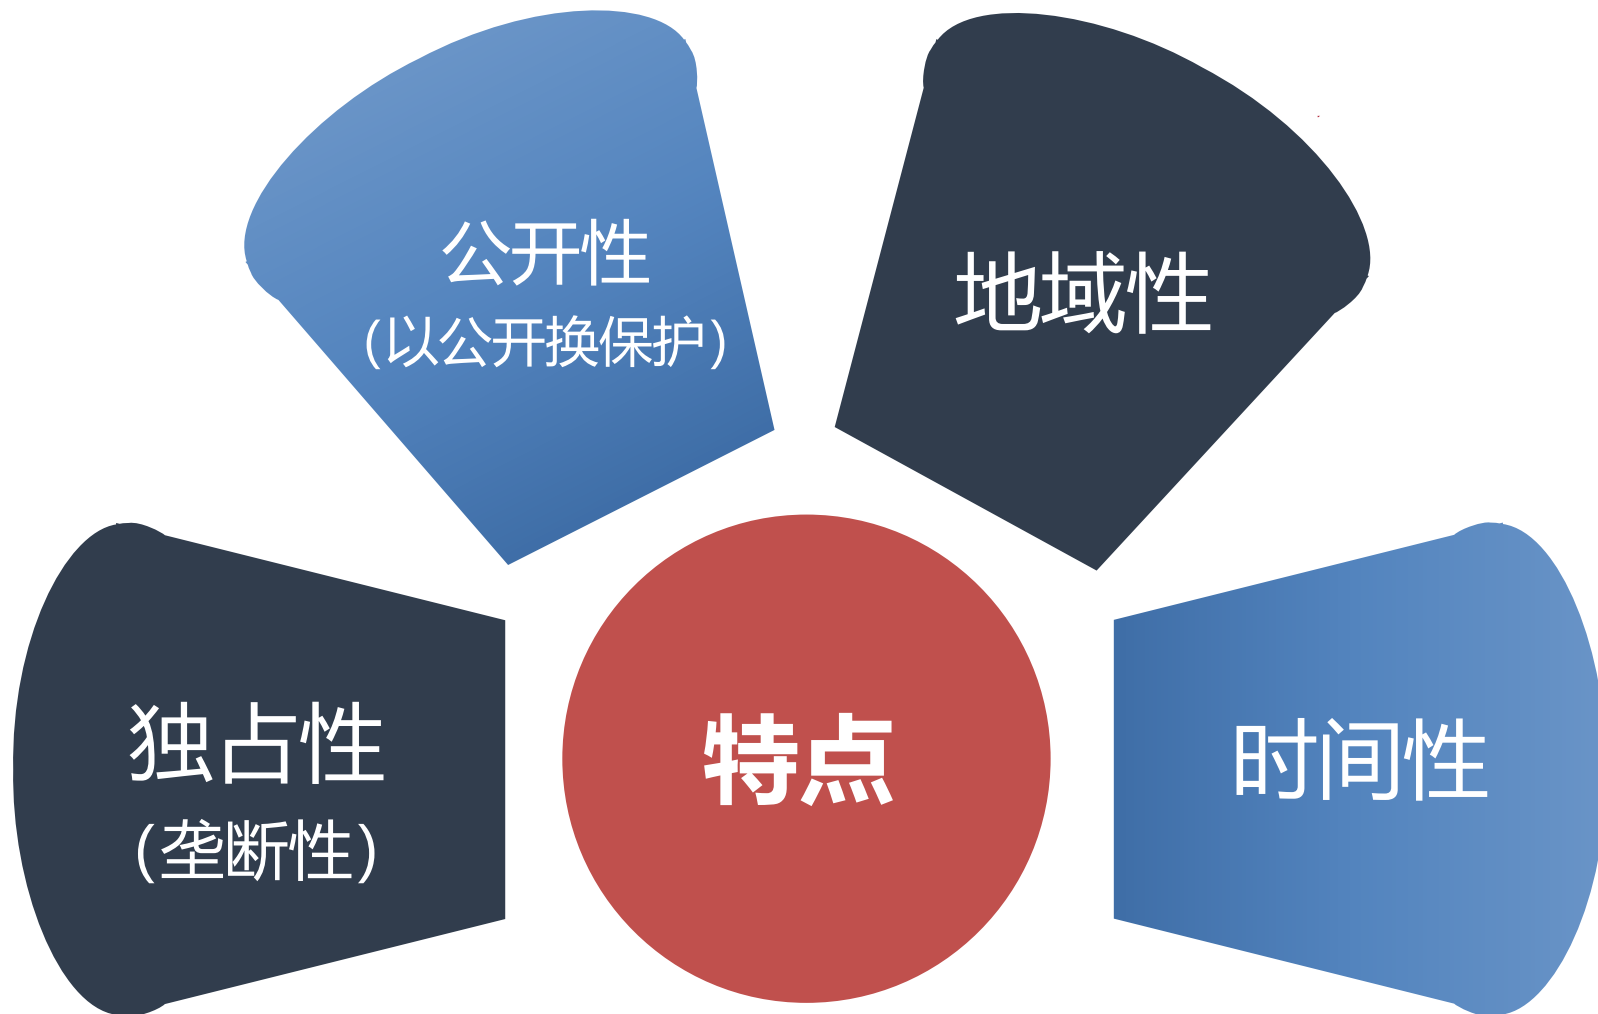 公开性
（以公开换保护）
地域性
独占性
（垄断性）
特点
时间性